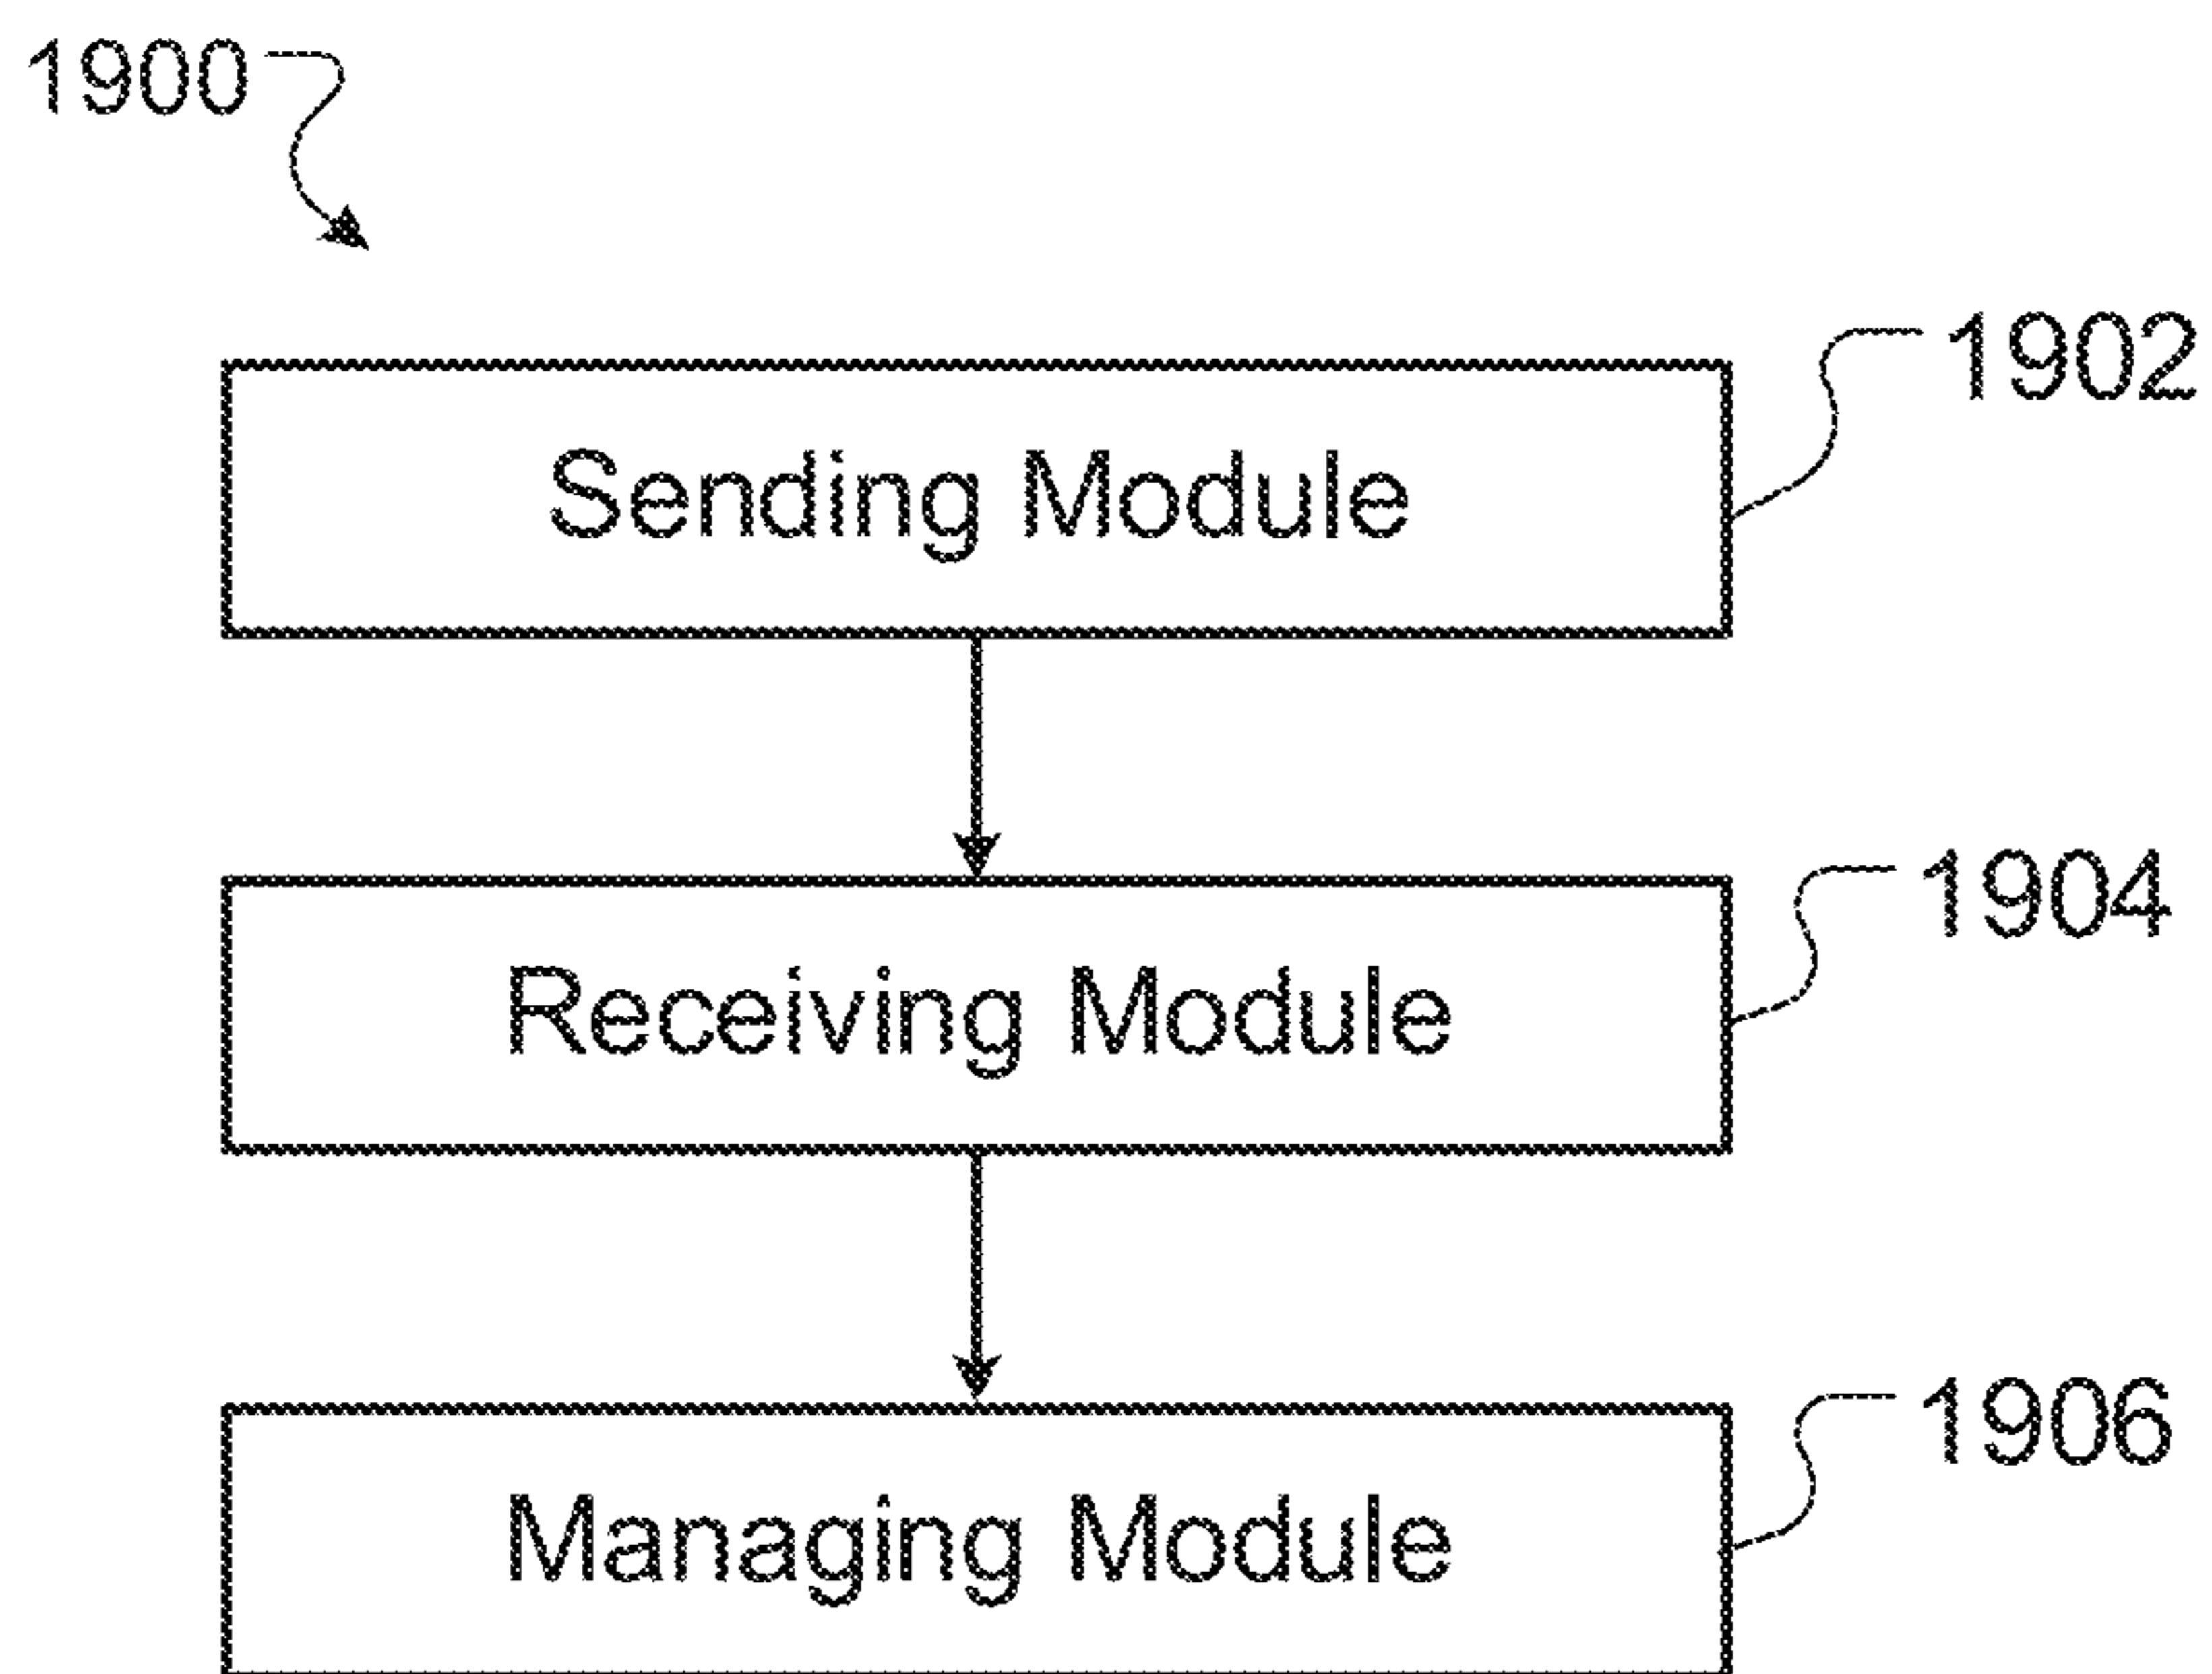 1900
1902
Sending Module
1904
Receiving Module
1906
Managing Module